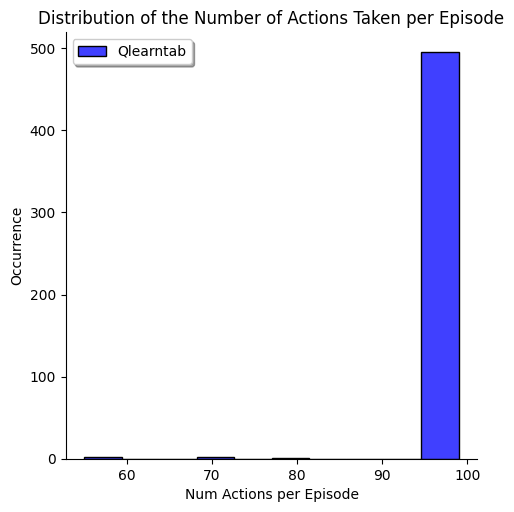 Distribution of the Number of Actions Taken per Episode
Qlearntab
500
400
300
200
100
0
Occurrence
60 70 80 90 100
Num Actions per Episode